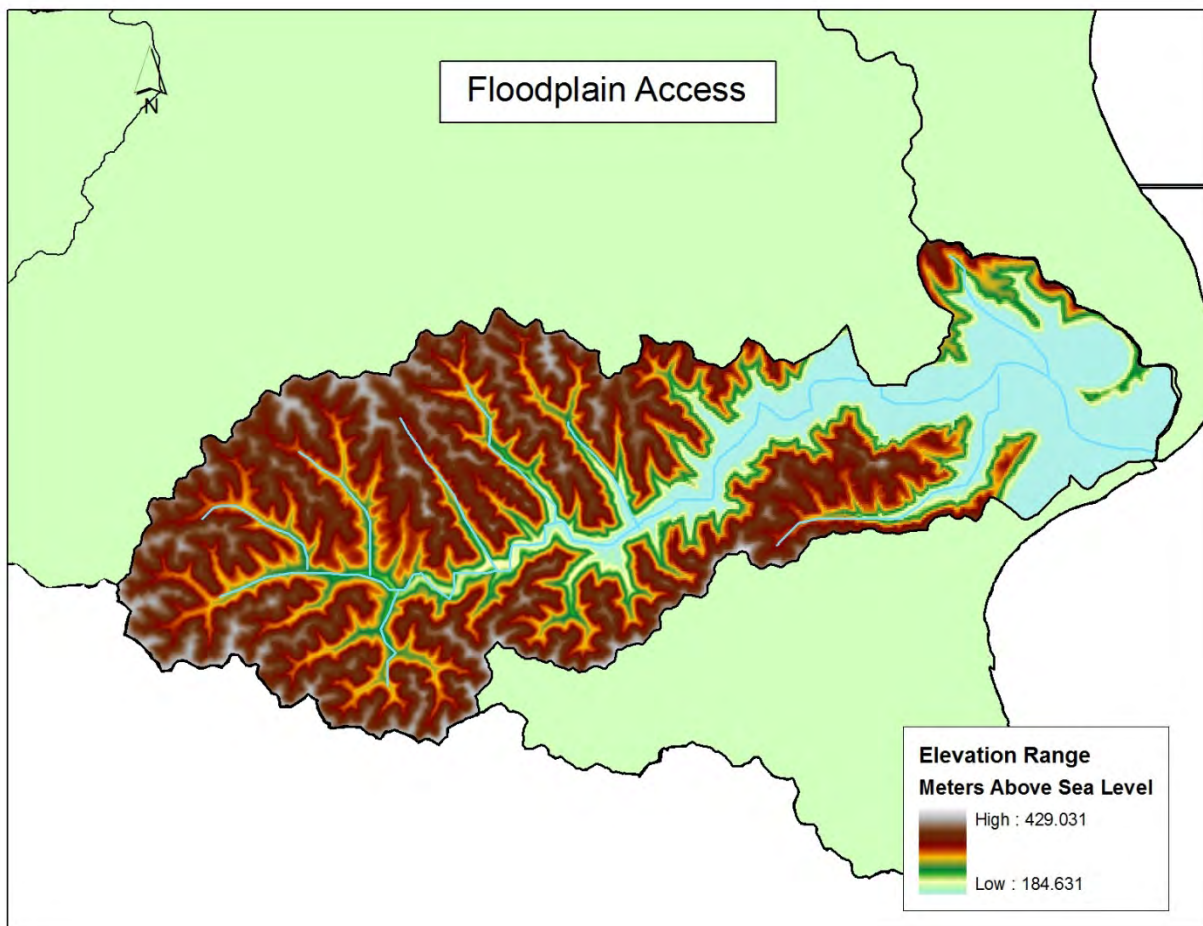 N
Floodplain Access
Elevation Range
Meters Above Sea Level
High : 429.031
Low : 184.631